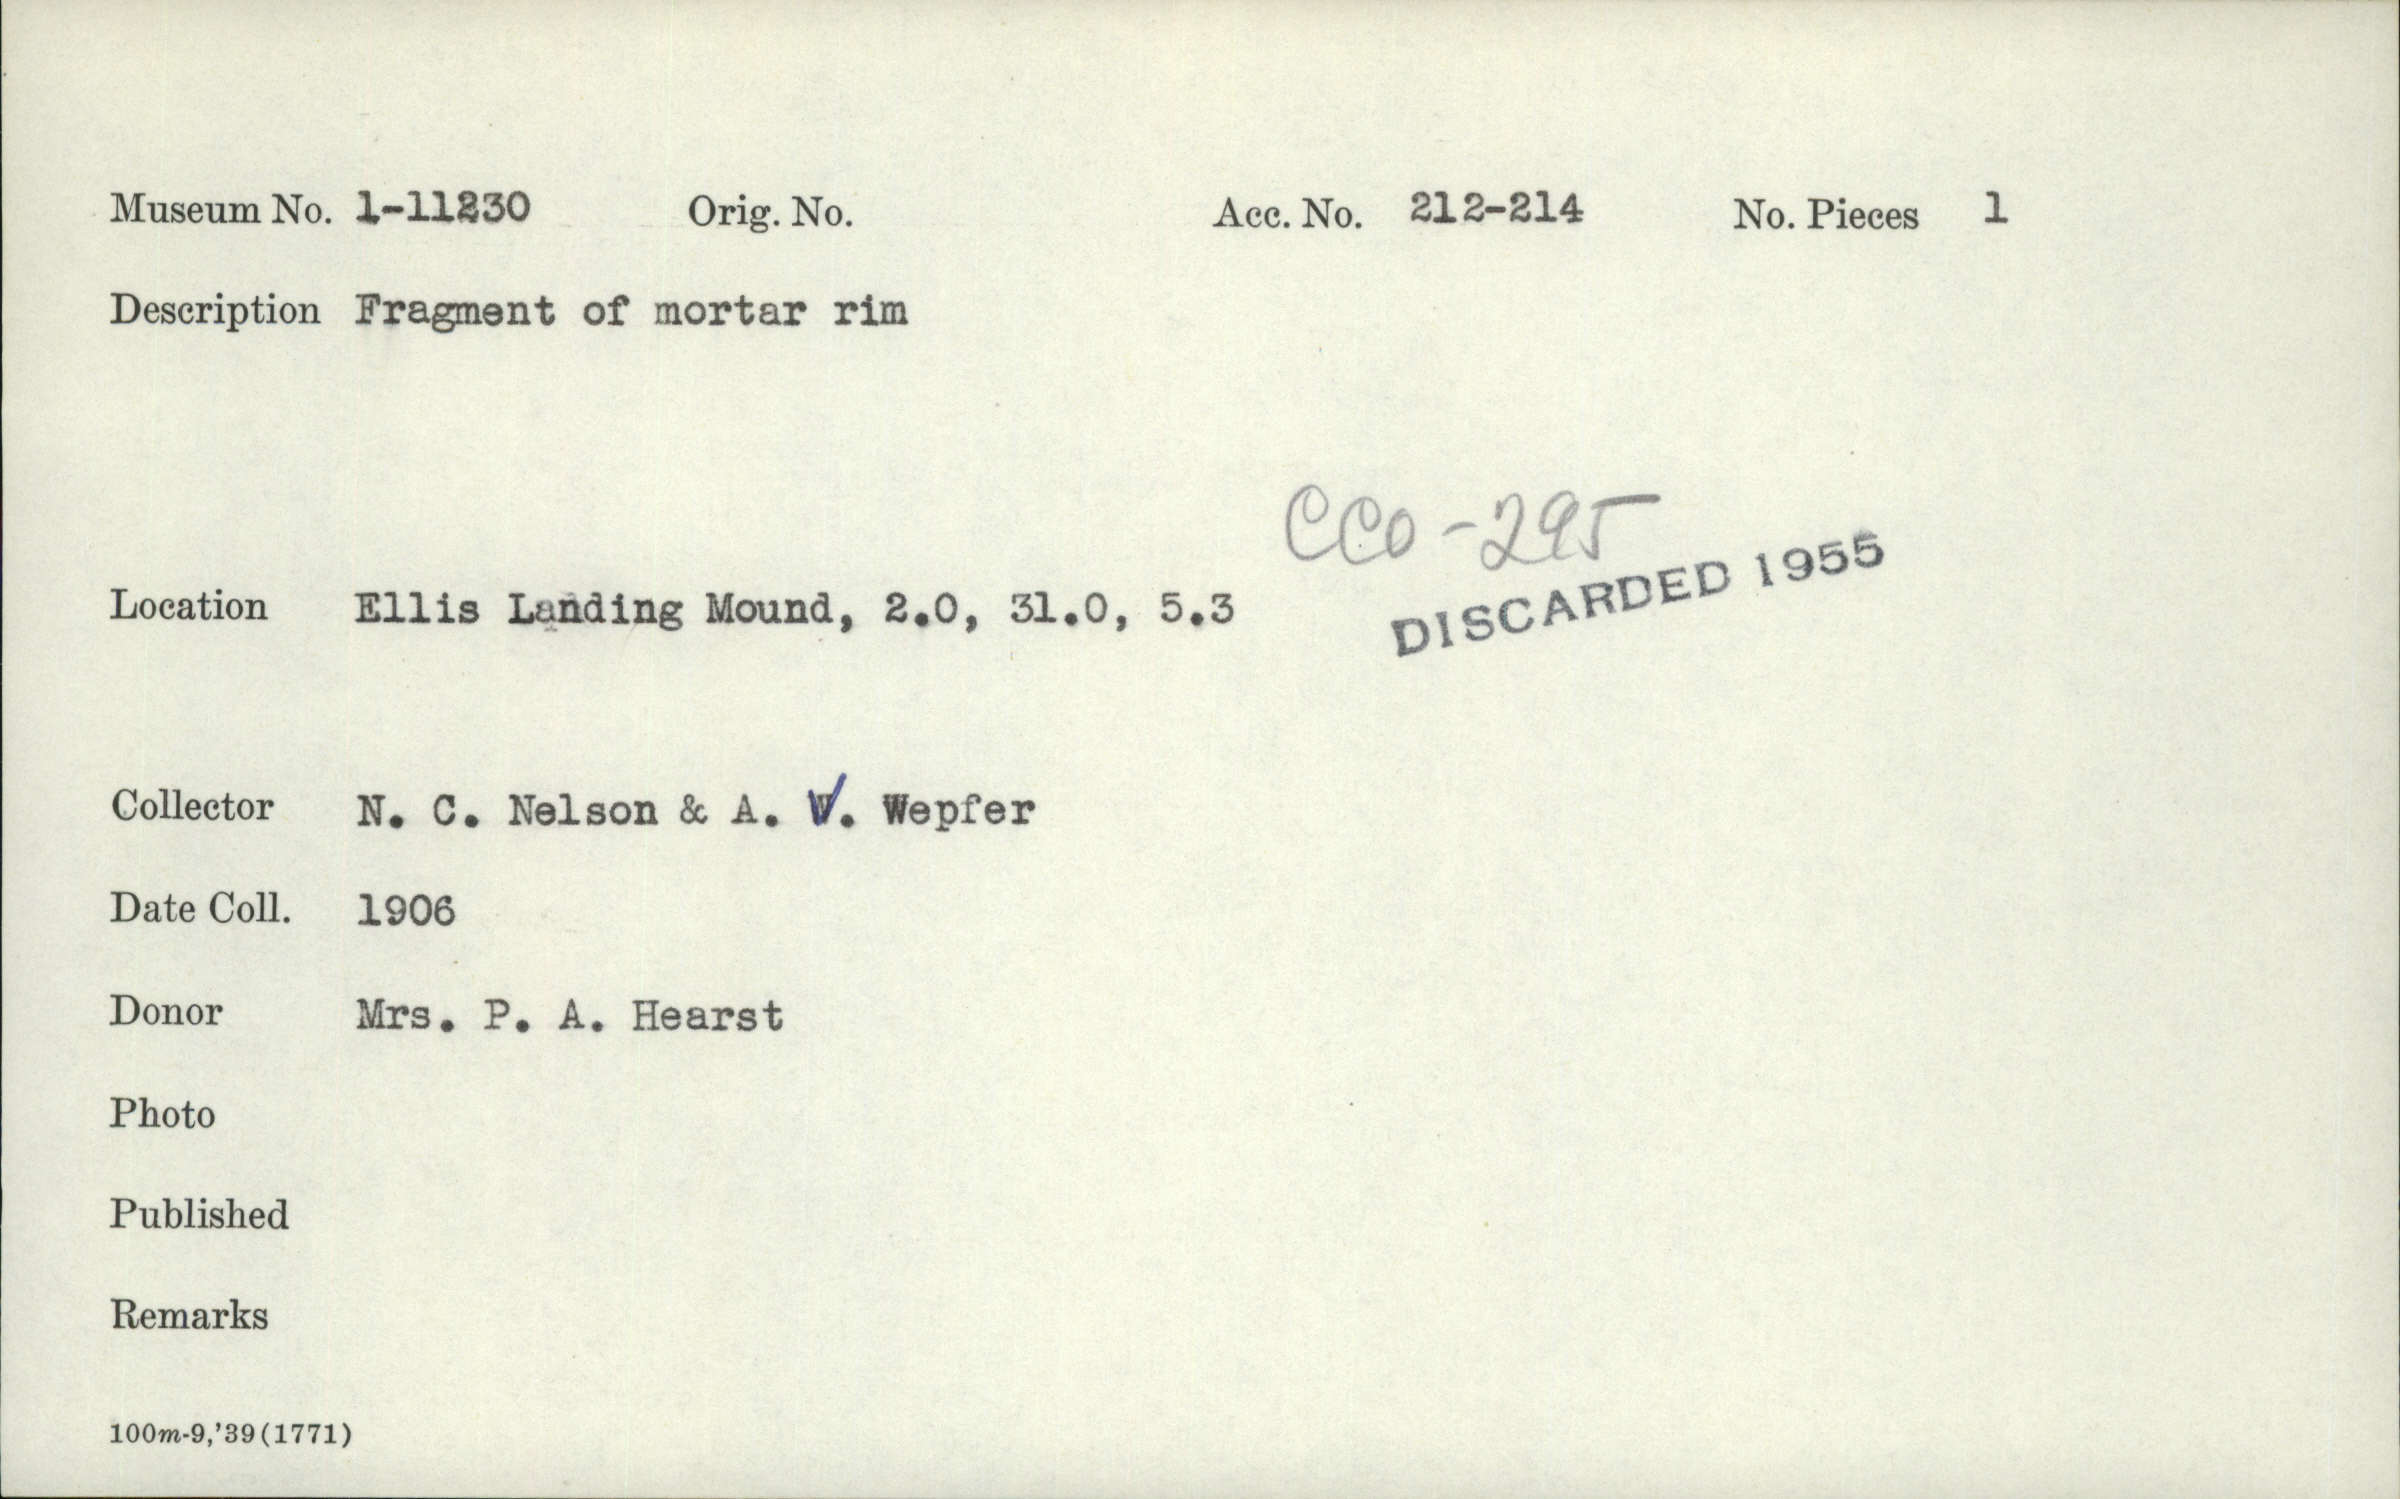 Museum No. 1-11230 Orig. No. Acc. No. 212-214 No. Pieces 1
Description Fragment of mortar rim
CCo-295
DISCARDED 1955
Location Ellis Landing Mound, 2.0, 31.0, 5.3
Collector N. C. Nelson & A. V. Wepfer
Date Coll. 1906
Donor Mrs. P. A. Hearst
Photo
Published
Remarks
100m-9,'39(1771)